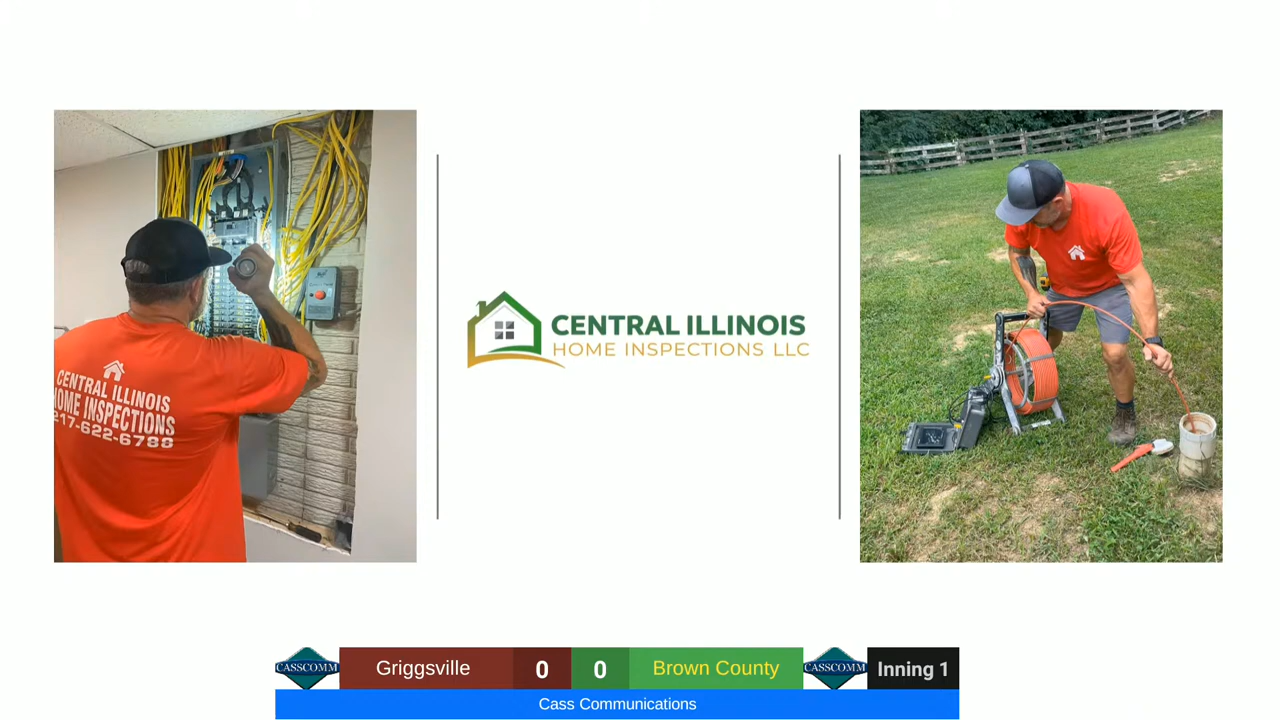 CENTRAL ILLINOIS
HOME INSPECTIONS
217-622-6788
CENTRAL ILLINOIS
HOME INSPECTIONS LLC
CASSCOMM
Griggsville
0
0
Brown County
CASSCOMM
Inning 1
Cass Communications